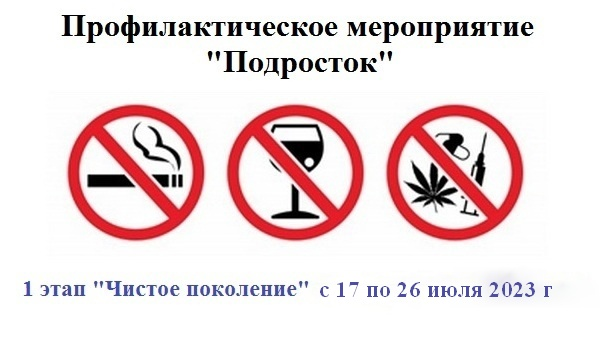 Профилактическое мероприятие
"Подросток"
1 этап "Чистое поколение" с 17 по 26 июля 2023 г